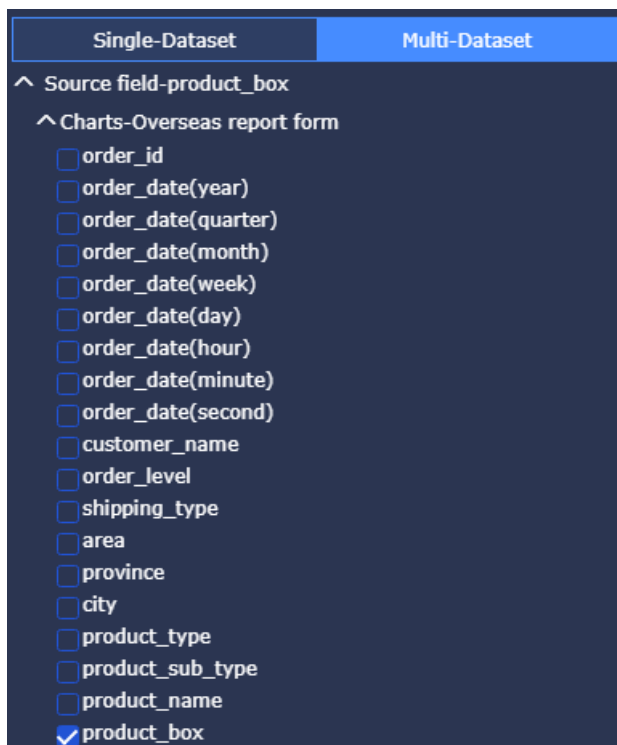 Single-Dataset Multi-Dataset
Source field-product_box
Charts-Overseas report form
order_id
order_date(year)
order_date(quarter)
order_date(month)
order_date(week)
order_date(day)
order_date(hour)
order_date(minute)
order_date(second)
customer_name
order_level
shipping_type
area
province
city
product_type
product_sub_type
product_name
product_box